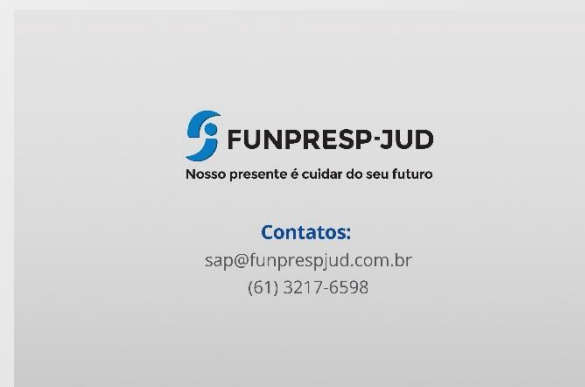 FUNPRESP-JUD
Nosso presente é cuidar do seu futuro
Contatos:
sap@funprespjud.com.br
(61) 3217-6598